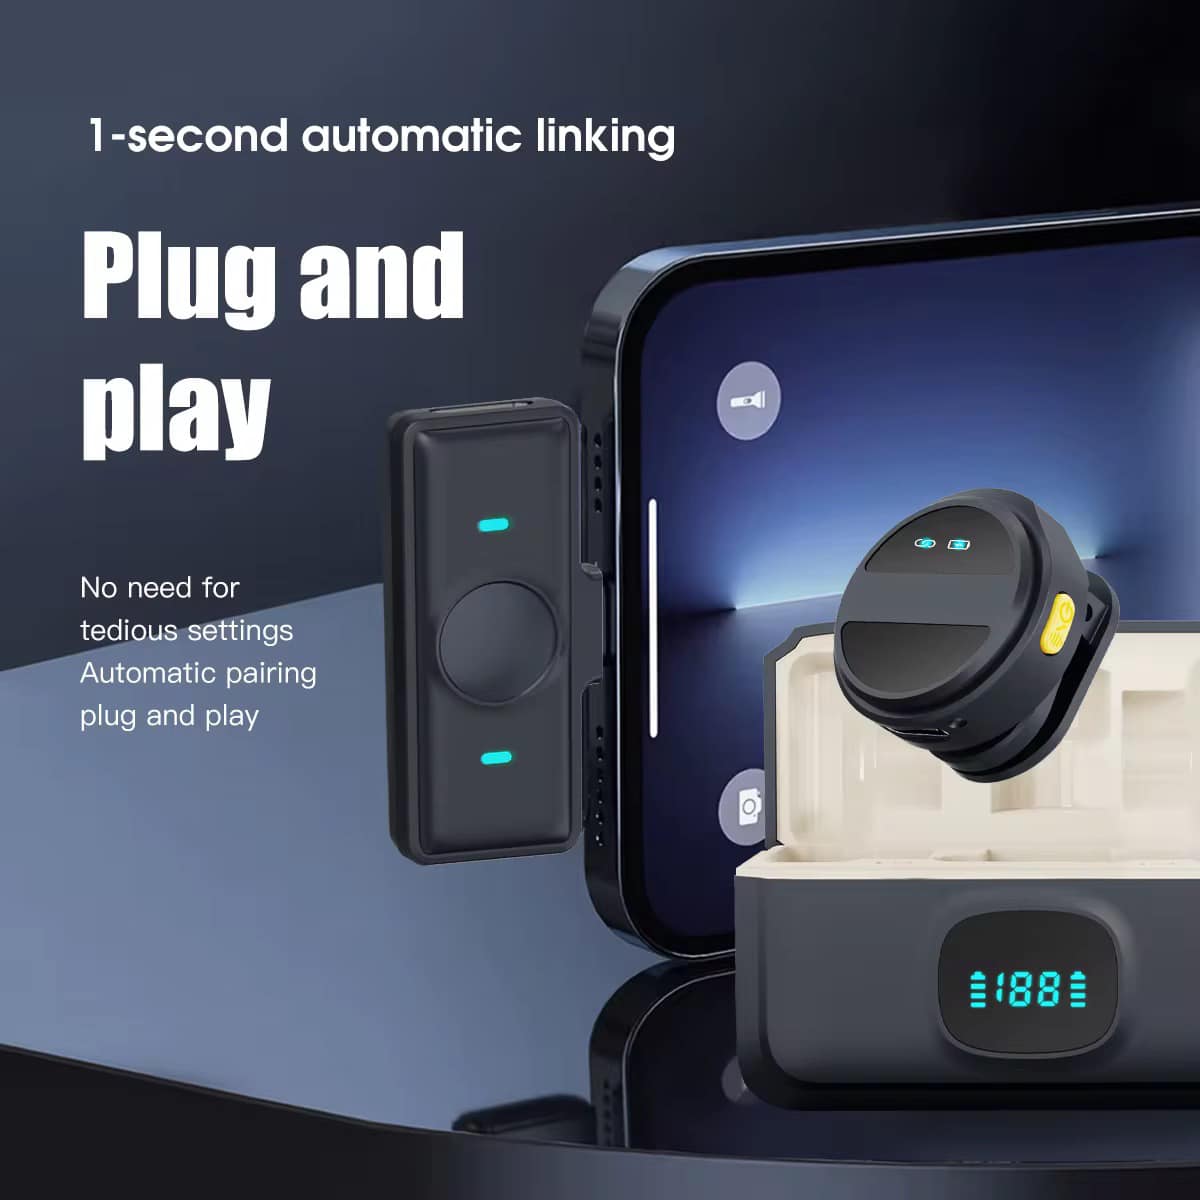 1-second automatic linking
Plug and
play
No need for
tedious settings
Automatic pairing
plug and play
188